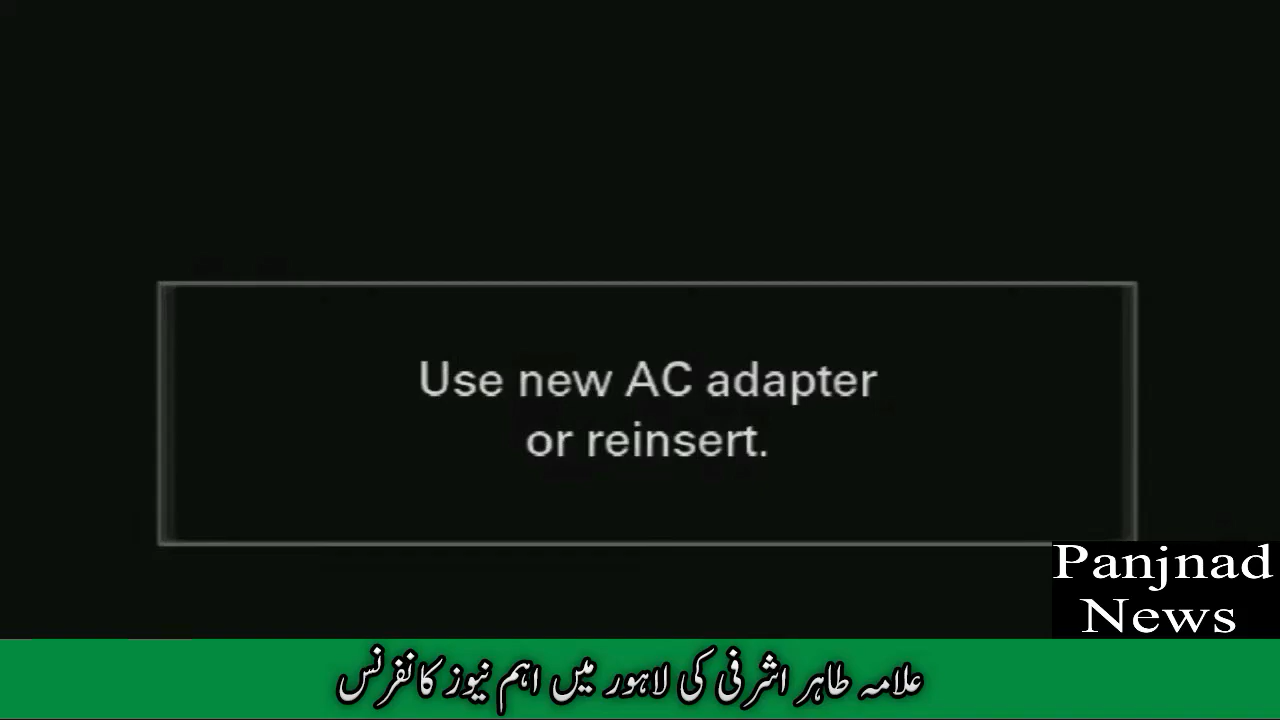 Use new AC adapter
or reinsert.
Panjnad
News
علامہ طاہر اشرفی کی لاہور میں اہم نیوز کانفرنس